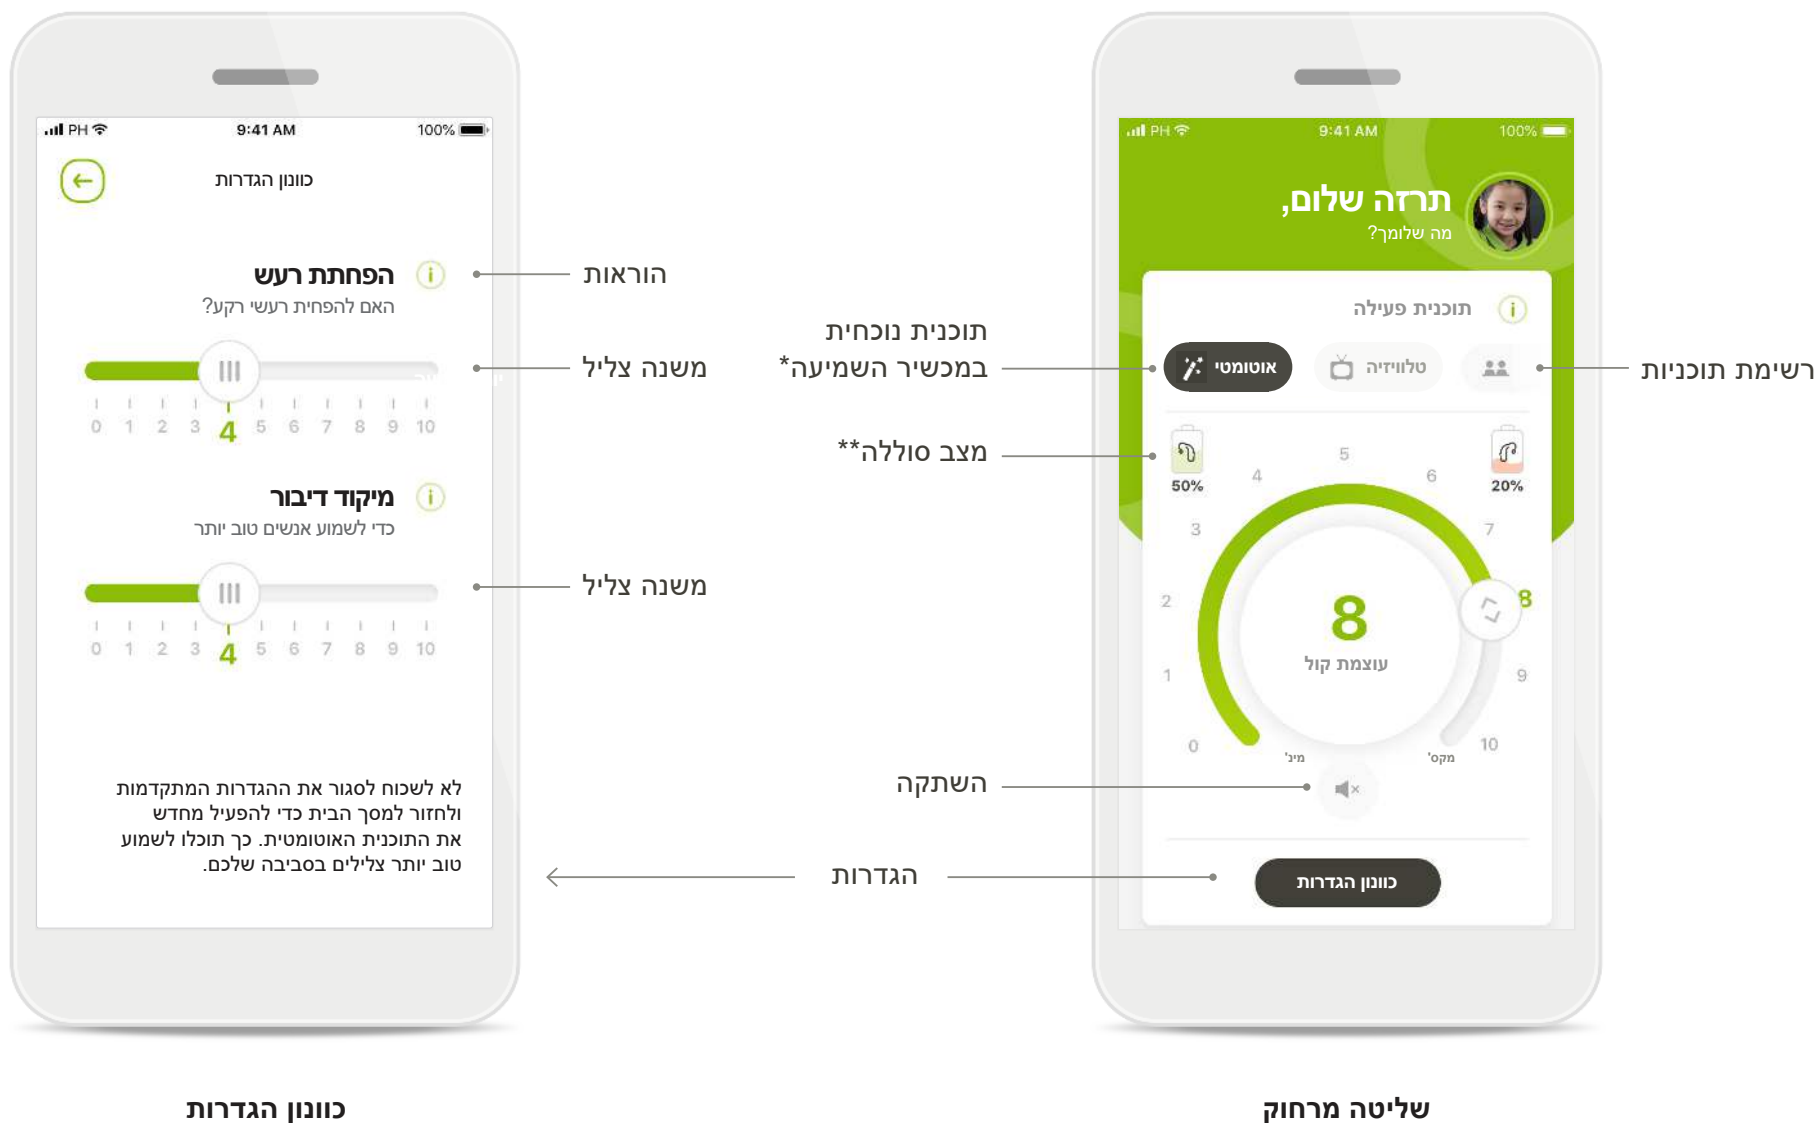 PH
9:41 AM
100%
תרזה שלום,
מה שלומך?
תוכנית פעילה
אוטומטי
טלוויזיה
רשימת תוכניות
תוכנית נוכחית
במכשיר השמיעה*
מצב סוללה**
50%
20%
0
1
2
3
4
5
6
7
8
9
10
8
עוצמת קול
מינ'
מקס'
השתקה
כוונון הגדרות
הגדרות
שליטה מרחוק
PH
9:41 AM
100%
כוונון הגדרות
הפחתת רעש
האם להפחית רעשי רקע?
הוראות
משנה צליל
0 1 2 3 4 5 6 7 8 9 10
מיקוד דיבור
כדי לשמוע אנשים טוב יותר
משנה צליל
0 1 2 3 4 5 6 7 8 9 10
לא לשכוח לסגור את ההגדרות המתקדמות
ולחזור למסך הבית כדי להפעיל מחדש
את התוכנית האוטומטית. כך תוכלו לשמוע
טוב יותר צלילים בסביבה שלכם.
כוונון הגדרות